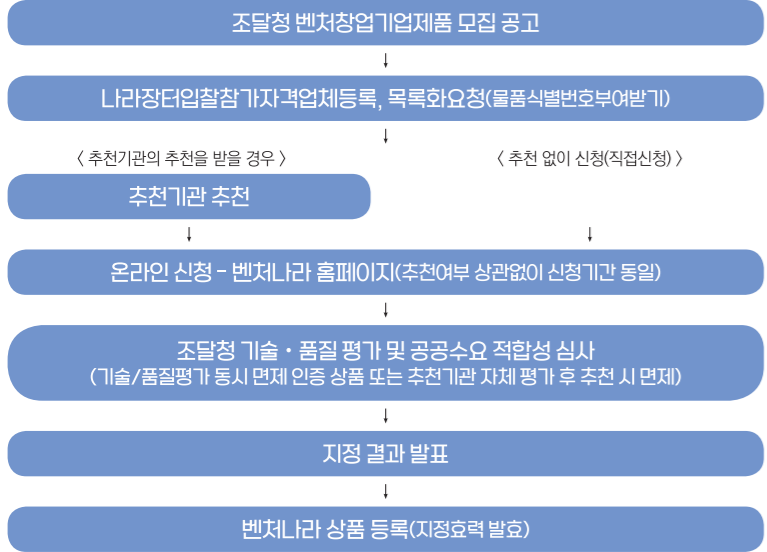 조달청 벤처창업기업제품 모집 공고
나라장터입찰참가자격업체등록, 목록화요청(물품식별번호부여받기)
〈 추천기관의 추천을 받을 경우 〉
〈 추천 없이 신청(직접신청) 〉
추천기관 추천
온라인 신청 - 벤처나라 홈페이지(추천여부 상관없이 신청기간 동일)
조달청 기술・품질 평가 및 공공수요 적합성 심사
(기술/품질평가 동시 면제 인증 상품 또는 추천기관 자체 평가 후 추천 시 면제)
지정 결과 발표
벤처나라 상품 등록(지정효력 발효)